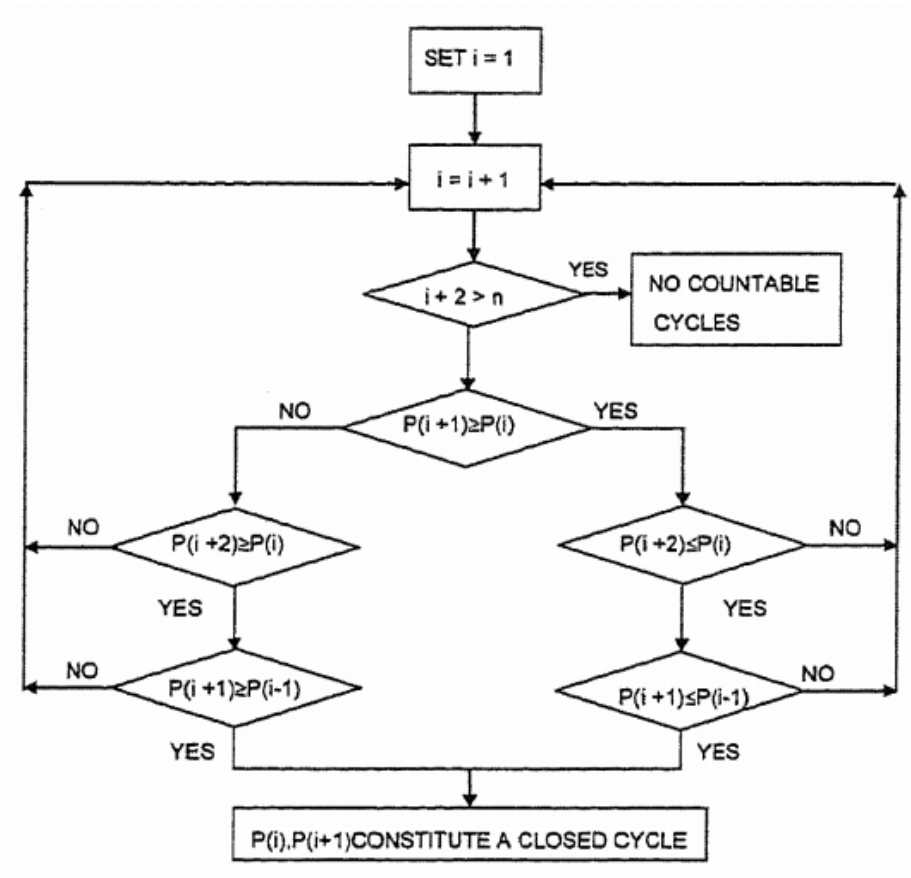 SET i = 1
i = i + 1
YES
i + 2 > n
NO COUNTABLE
CYCLES
NO
YES
P(i +1)≥P(i)
NO
P(i +2)≥P(i)
P(i +2)≤P(i)
NO
YES
YES
NO
P(i +1)≥P(i-1)
P(i +1)≤P(i-1)
NO
YES
YES
P(i),P(i+1)CONSTITUTE A CLOSED CYCLE